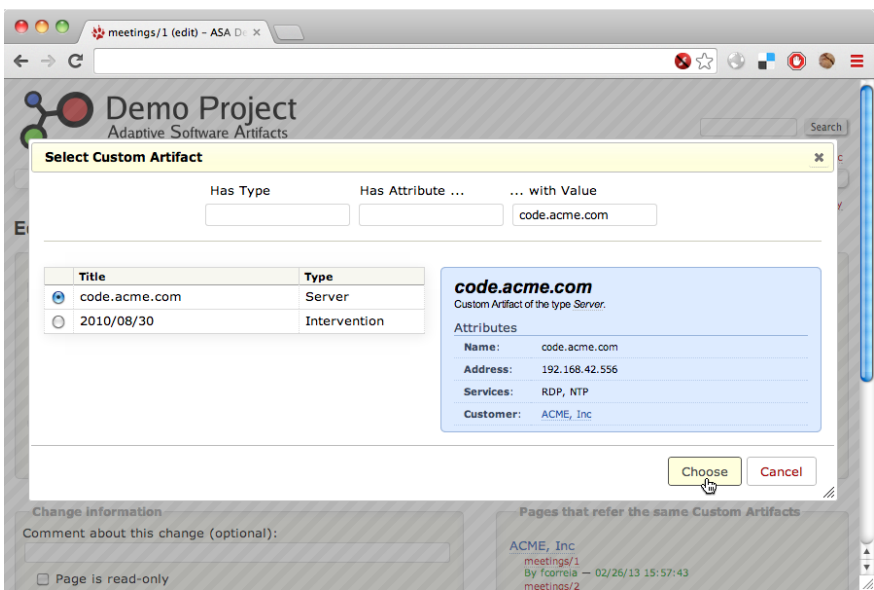 meetings/1 (edit) – ASA D
Demo Project
Adaptive Software Artifacts
Search
Select Custom Artifact
c
Has Type Has Attribute ... ... with Value
y
code.acme.com
E
Title Type
code.acme.com Server
2010/08/30 Intervention
code.acme.com
Custom Artifact of the type Server.
Attributes
Name: code.acme.com
Address: 192.168.42.556
Services: RDP, NTP
Customer: ACME, Inc
Choose Cancel
Change information
Comment about this change (optional):
Page is read-only
Pages that refer the same Custom Artifacts
ACME, Inc
meetings/1
By fcorreia — 02/26/13 15:57:43
meetings/2